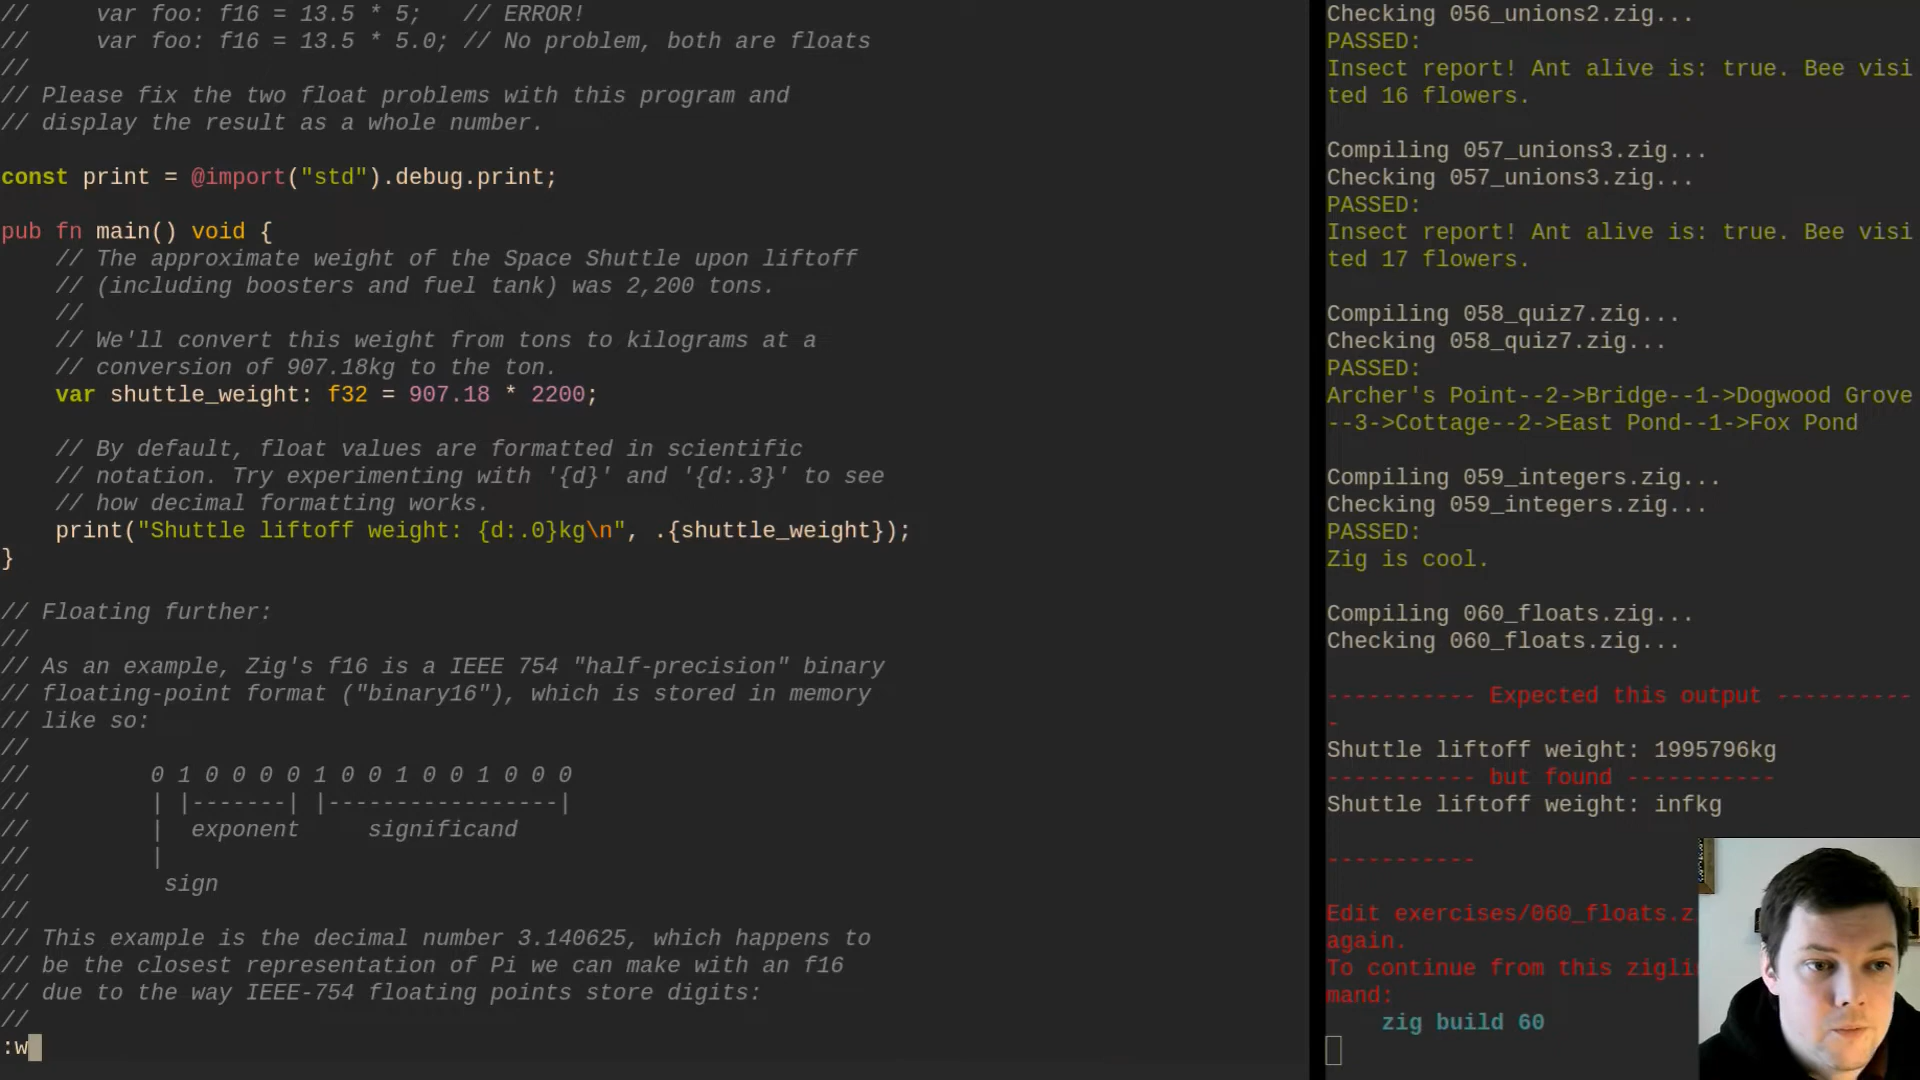 //     var foo: f16 = 13.5 * 5;   // ERROR!
//     var foo: f16 = 13.5 * 5.0; // No problem, both are floats
//
// Please fix the two float problems with this program and
// display the result as a whole number.
const print = @import("std").debug.print;
pub fn main() void {
    // The approximate weight of the Space Shuttle upon liftoff
    // (including boosters and fuel tank) was 2,200 tons.
    //
    // We'll convert this weight from tons to kilograms at a
    // conversion of 907.18kg to the ton.
    var shuttle_weight: f32 = 907.18 * 2200;
    // By default, float values are formatted in scientific
    // notation. Try experimenting with '{d}' and '{d:.3}' to see
    // how decimal formatting works.
    print("Shuttle liftoff weight: {d:.0}kg\n", .{shuttle_weight});
}
// Floating further:
//
// As an example, Zig's f16 is a IEEE 754 "half-precision" binary
// floating-point format ("binary16"), which is stored in memory
// like so:
//
//         0 1 0 0 0 0 1 0 0 1 0 0 1 0 0 0
//         | |-------| |-----------------|
//         |  exponent     significand
//         |
//          sign
//
// This example is the decimal number 3.140625, which happens to
// be the closest representation of Pi we can make with an f16
// due to the way IEEE-754 floating points store digits:
//
:w
Checking 056_unions2.zig...
PASSED:
Insect report! Ant alive is: true. Bee visi
ted 16 flowers.
Compiling 057_unions3.zig...
Checking 057_unions3.zig...
PASSED:
Insect report! Ant alive is: true. Bee visi
ted 17 flowers.
Compiling 058_quiz7.zig...
Checking 058_quiz7.zig...
PASSED:
Archer's Point--2->Bridge--1->Dogwood Grove
--3->Cottage--2->East Pond--1->Fox Pond
Compiling 059_integers.zig...
Checking 059_integers.zig...
PASSED:
Zig is cool.
Compiling 060_floats.zig...
Checking 060_floats.zig...
----------- Expected this output ----------
-
Shuttle liftoff weight: 1995796kg
----------- but found -----------
Shuttle liftoff weight: infkg
-----------
Edit exercises/060_floats.z
again.
To continue from this zigli
mand:
    zig build 60